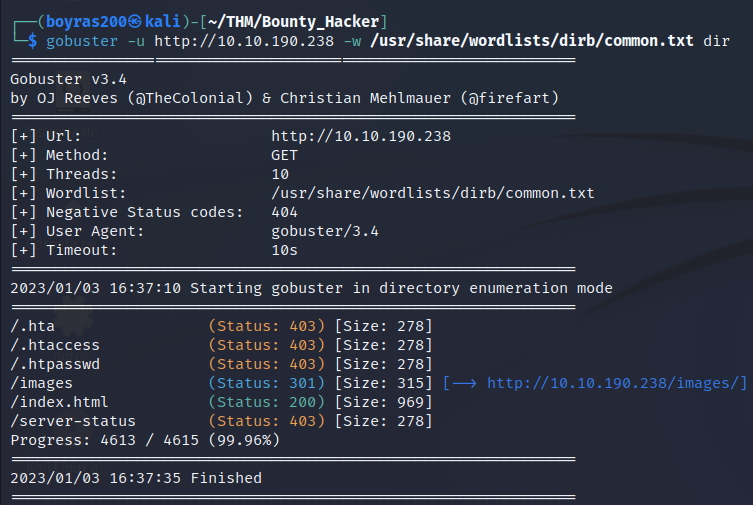 ┌──(boyras200㉿kali)-[~/THM/Bounty_Hacker]
└─$ gobuster -u http://10.10.190.238 -w /usr/share/wordlists/dirb/common.txt dir
===============================================================
Gobuster v3.4
by OJ Reeves (@TheColonial) & Christian Mehlmauer (@firefart)
===============================================================
[+] Url:                     http://10.10.190.238
[+] Method:                  GET
[+] Threads:                 10
[+] Wordlist:                /usr/share/wordlists/dirb/common.txt
[+] Negative Status codes:   404
[+] User Agent:              gobuster/3.4
[+] Timeout:                 10s
===============================================================
2023/01/03 16:37:10 Starting gobuster in directory enumeration mode
===============================================================
/.hta                 (Status: 403) [Size: 278]
/.htaccess            (Status: 403) [Size: 278]
/.htpasswd            (Status: 403) [Size: 278]
/images               (Status: 301) [Size: 315] [--> http://10.10.190.238/images/]
/index.html           (Status: 200) [Size: 969]
/server-status        (Status: 403) [Size: 278]
Progress: 4613 / 4615 (99.96%)
===============================================================
2023/01/03 16:37:35 Finished
===============================================================